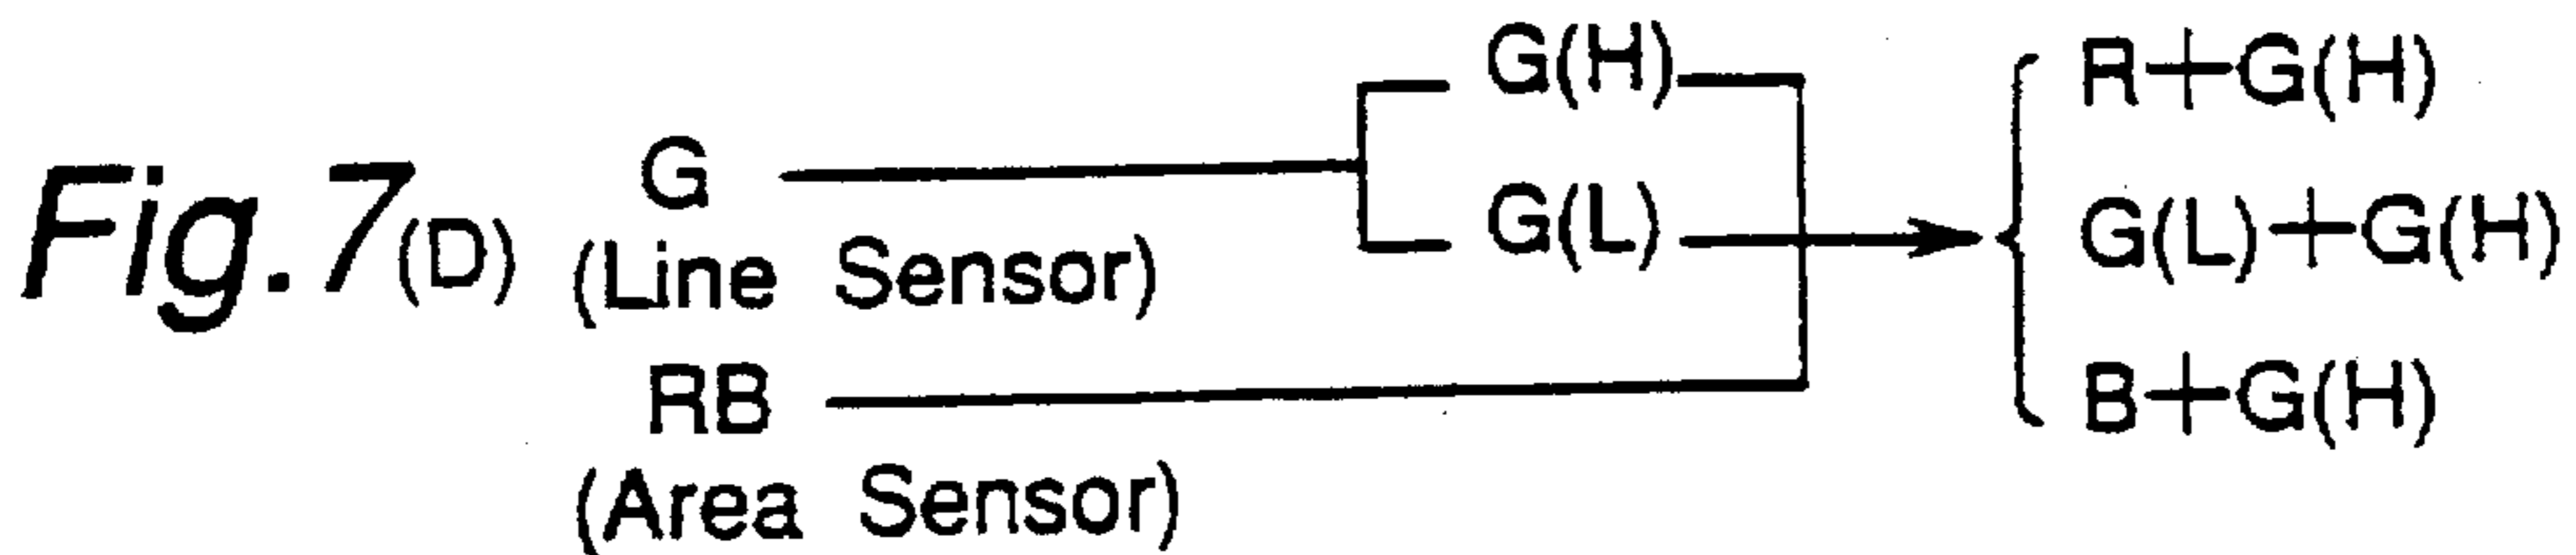 Fig. 7(D)
G
(Line Sensor)
RB
(Area Sensor)
G(H)
G(L)
R+G(H)
G(L)+G(H)
B+G(H)